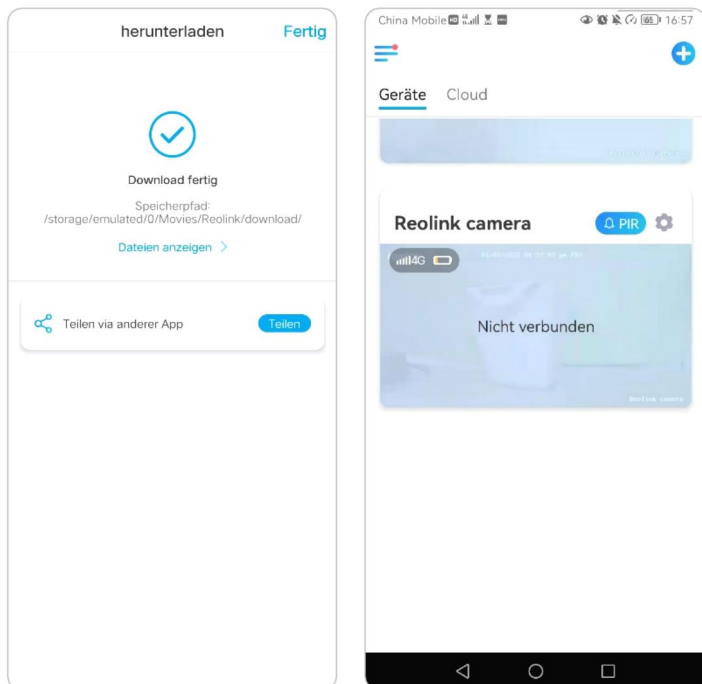 herunterladen
Fertig
Download fertig
Speicherpfad:
/storage/emulated/0/Movies/Reolink/download/
Dateien anzeigen >
Teilen via anderer App
Teilen
China Mobile
16:57
Geräte
Cloud
Reolink camera
PIR
4G
Nicht verbunden
Reolink camera